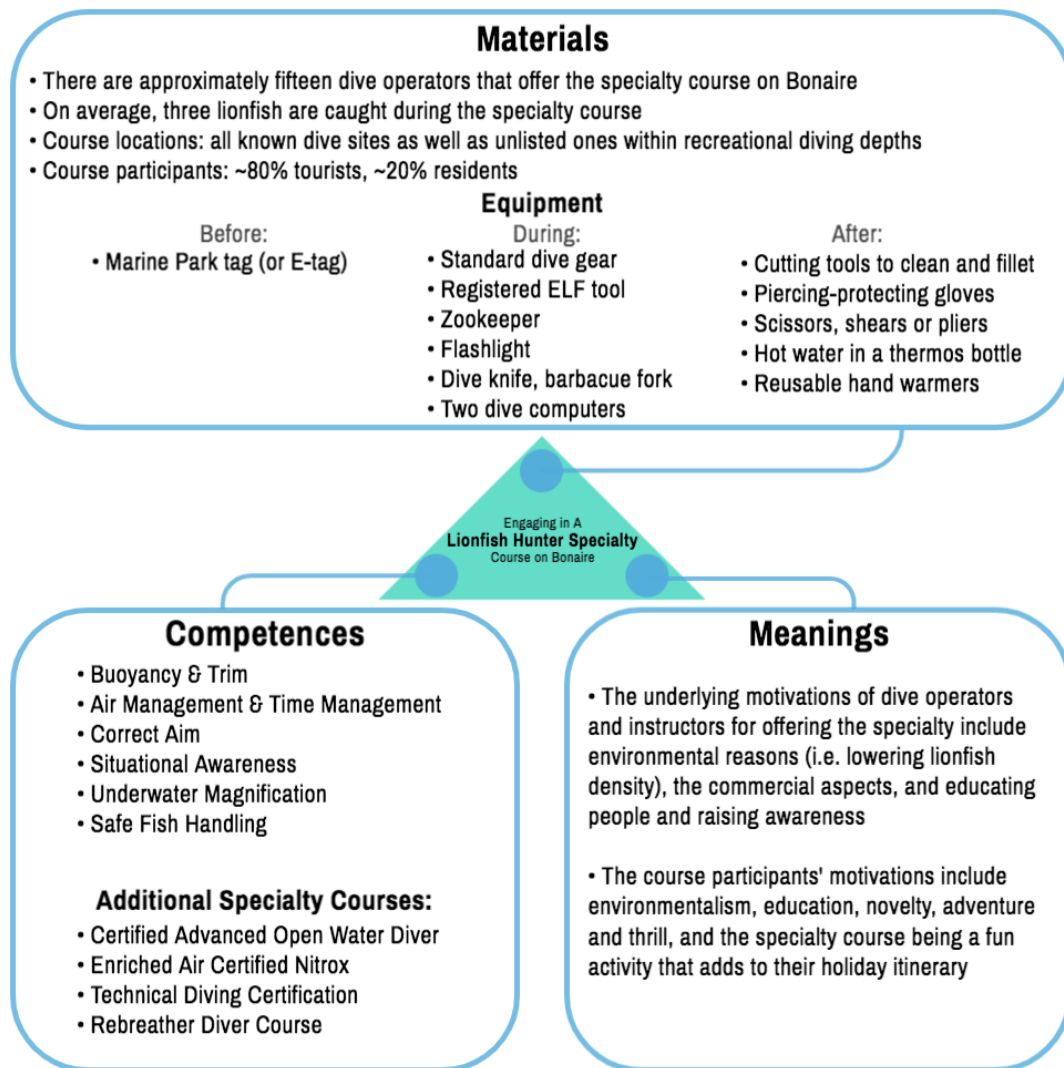 Materials
• There are approximately fifteen dive operators that offer the specialty course on Bonaire
• On average, three lionfish are caught during the specialty course
• Course locations: all known dive sites as well as unlisted ones within recreational diving depths
• Course participants: ~80% tourists, ~20% residents
Equipment
Before:
• Marine Park tag (or E-tag)
During:
• Standard dive gear
• Registered ELF tool
• Zookeeper
• Flashlight
• Dive knife, barbacue fork
• Two dive computers
After:
• Cutting tools to clean and fillet
• Piercing-protecting gloves
• Scissors, shears or pliers
• Hot water in a thermos bottle
• Reusable hand warmers
Engaging in A
Lionfish Hunter Specialty
Course on Bonaire
Competences
• Buoyancy & Trim
• Air Management & Time Management
• Correct Aim
• Situational Awareness
• Underwater Magnification
• Safe Fish Handling
Additional Specialty Courses:
• Certified Advanced Open Water Diver
• Enriched Air Certified Nitrox
• Technical Diving Certification
• Rebreather Diver Course
Meanings
• The underlying motivations of dive operators
and instructors for offering the specialty include
environmental reasons (i.e. lowering lionfish
density), the commercial aspects, and educating
people and raising awareness
• The course participants' motivations include
environmentalism, education, novelty, adventure
and thrill, and the specialty course being a fun
activity that adds to their holiday itinerary